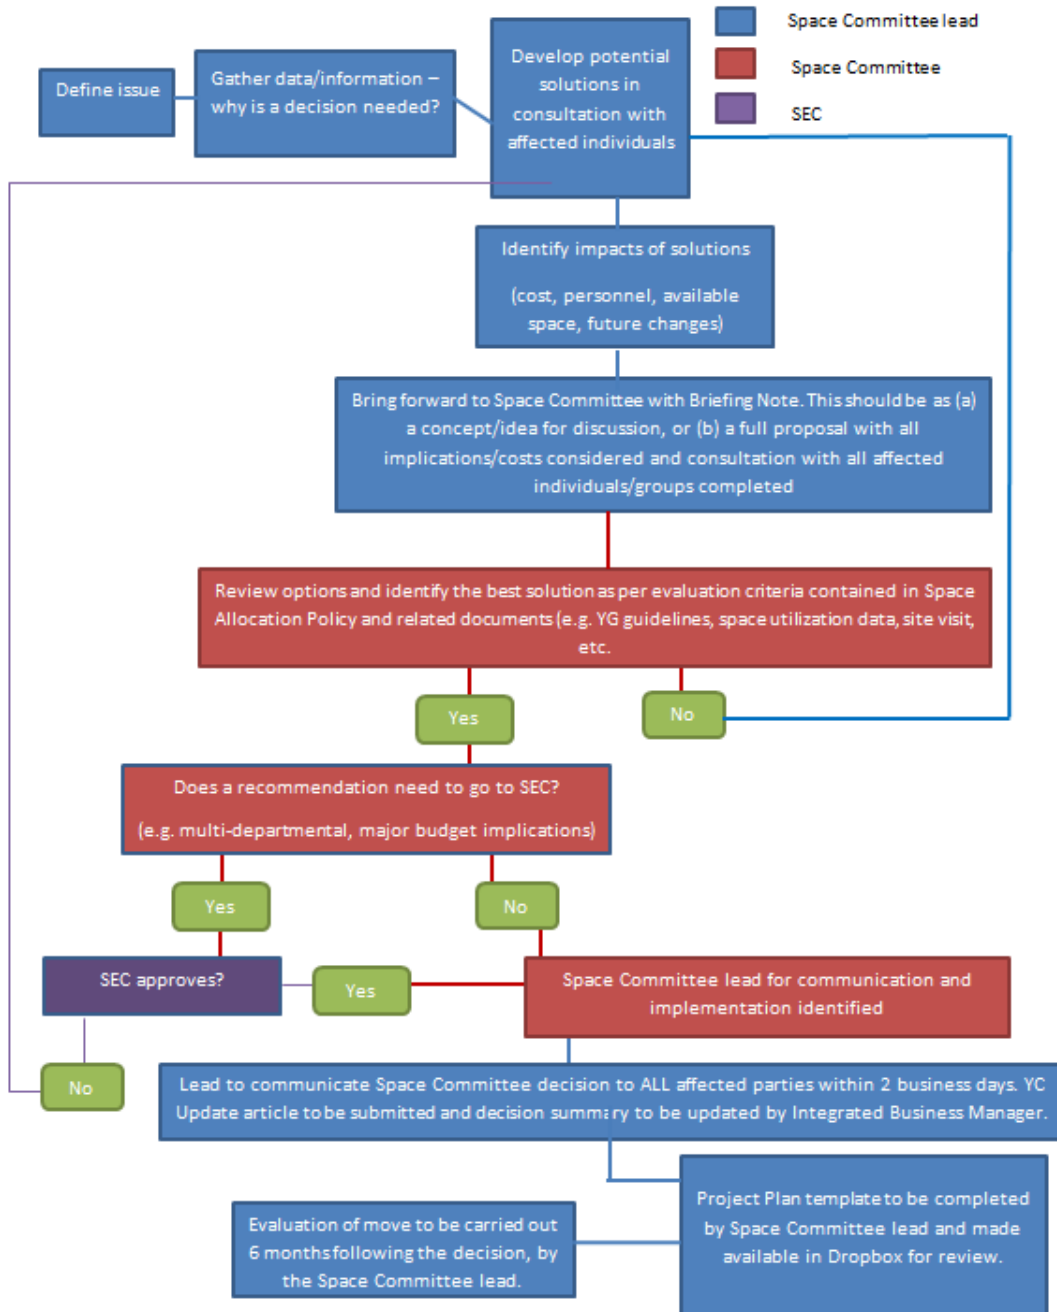 Space Committee lead
Space Committee
SEC
Define issue
Gather data/information –
why is a decision needed?
Develop potential
solutions in
consultation with
affected individuals
Identify impacts of solutions
(cost, personnel, available
space, future changes)
Bring forward to Space Committee with Briefing Note. This should be as (a)
a concept/idea for discussion, or (b) a full proposal with all
implications/costs considered and consultation with all affected
individuals/groups completed
Review options and identify the best solution as per evaluation criteria contained in Space
Allocation Policy and related documents (e.g. YG guidelines, space utilization data, site visit,
etc.
Yes
No
Does a recommendation need to go to SEC?
(e.g. multi-departmental, major budget implications)
Yes
No
SEC approves?
Yes
Space Committee lead for communication and
implementation identified
No
Lead to communicate Space Committee decision to ALL affected parties within 2 business days. YC
Update article to be submitted and decision summary to be updated by Integrated Business Manager.
Project Plan template to be completed
by Space Committee lead and made
available in Dropbox for review.
Evaluation of move to be carried out
6 months following the decision, by
the Space Committee lead.